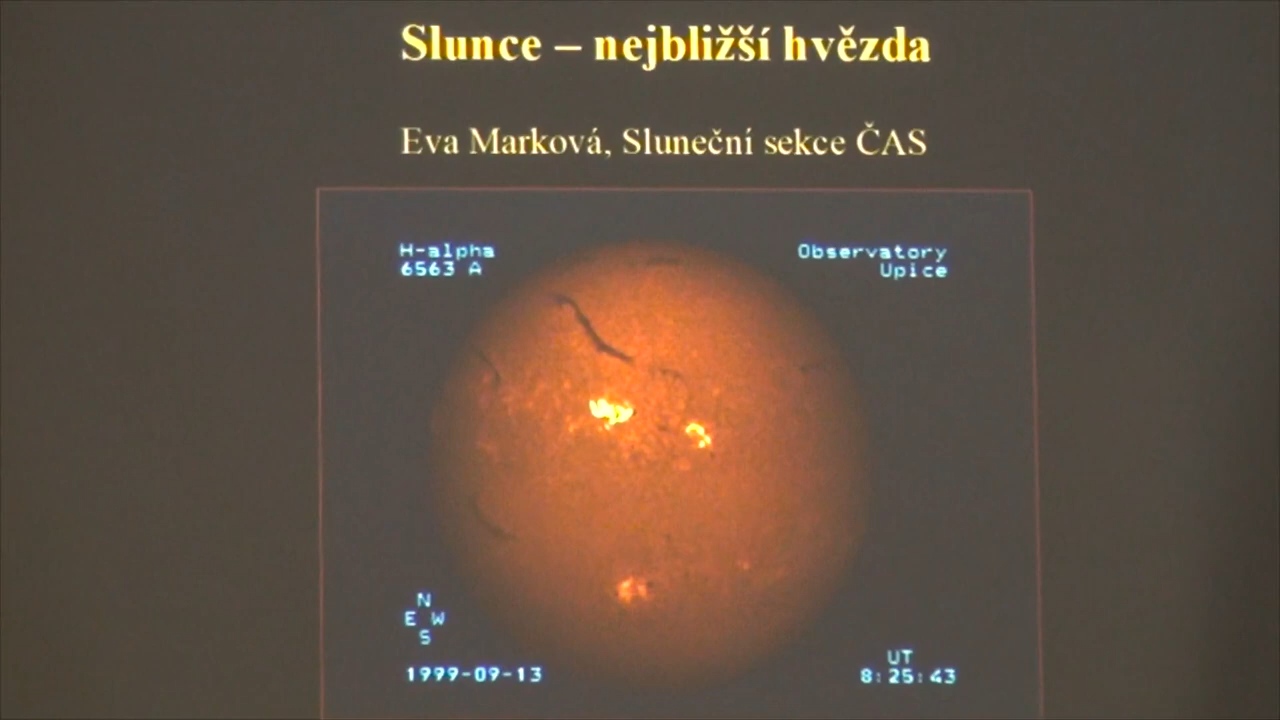 Slunce – nejbližší hvězda
Eva Marková, Sluneční sekce ČAS
H-alpha
6563 A
Observatory
Upice
N
E W
S
1999-09-13
UT
8:25:43